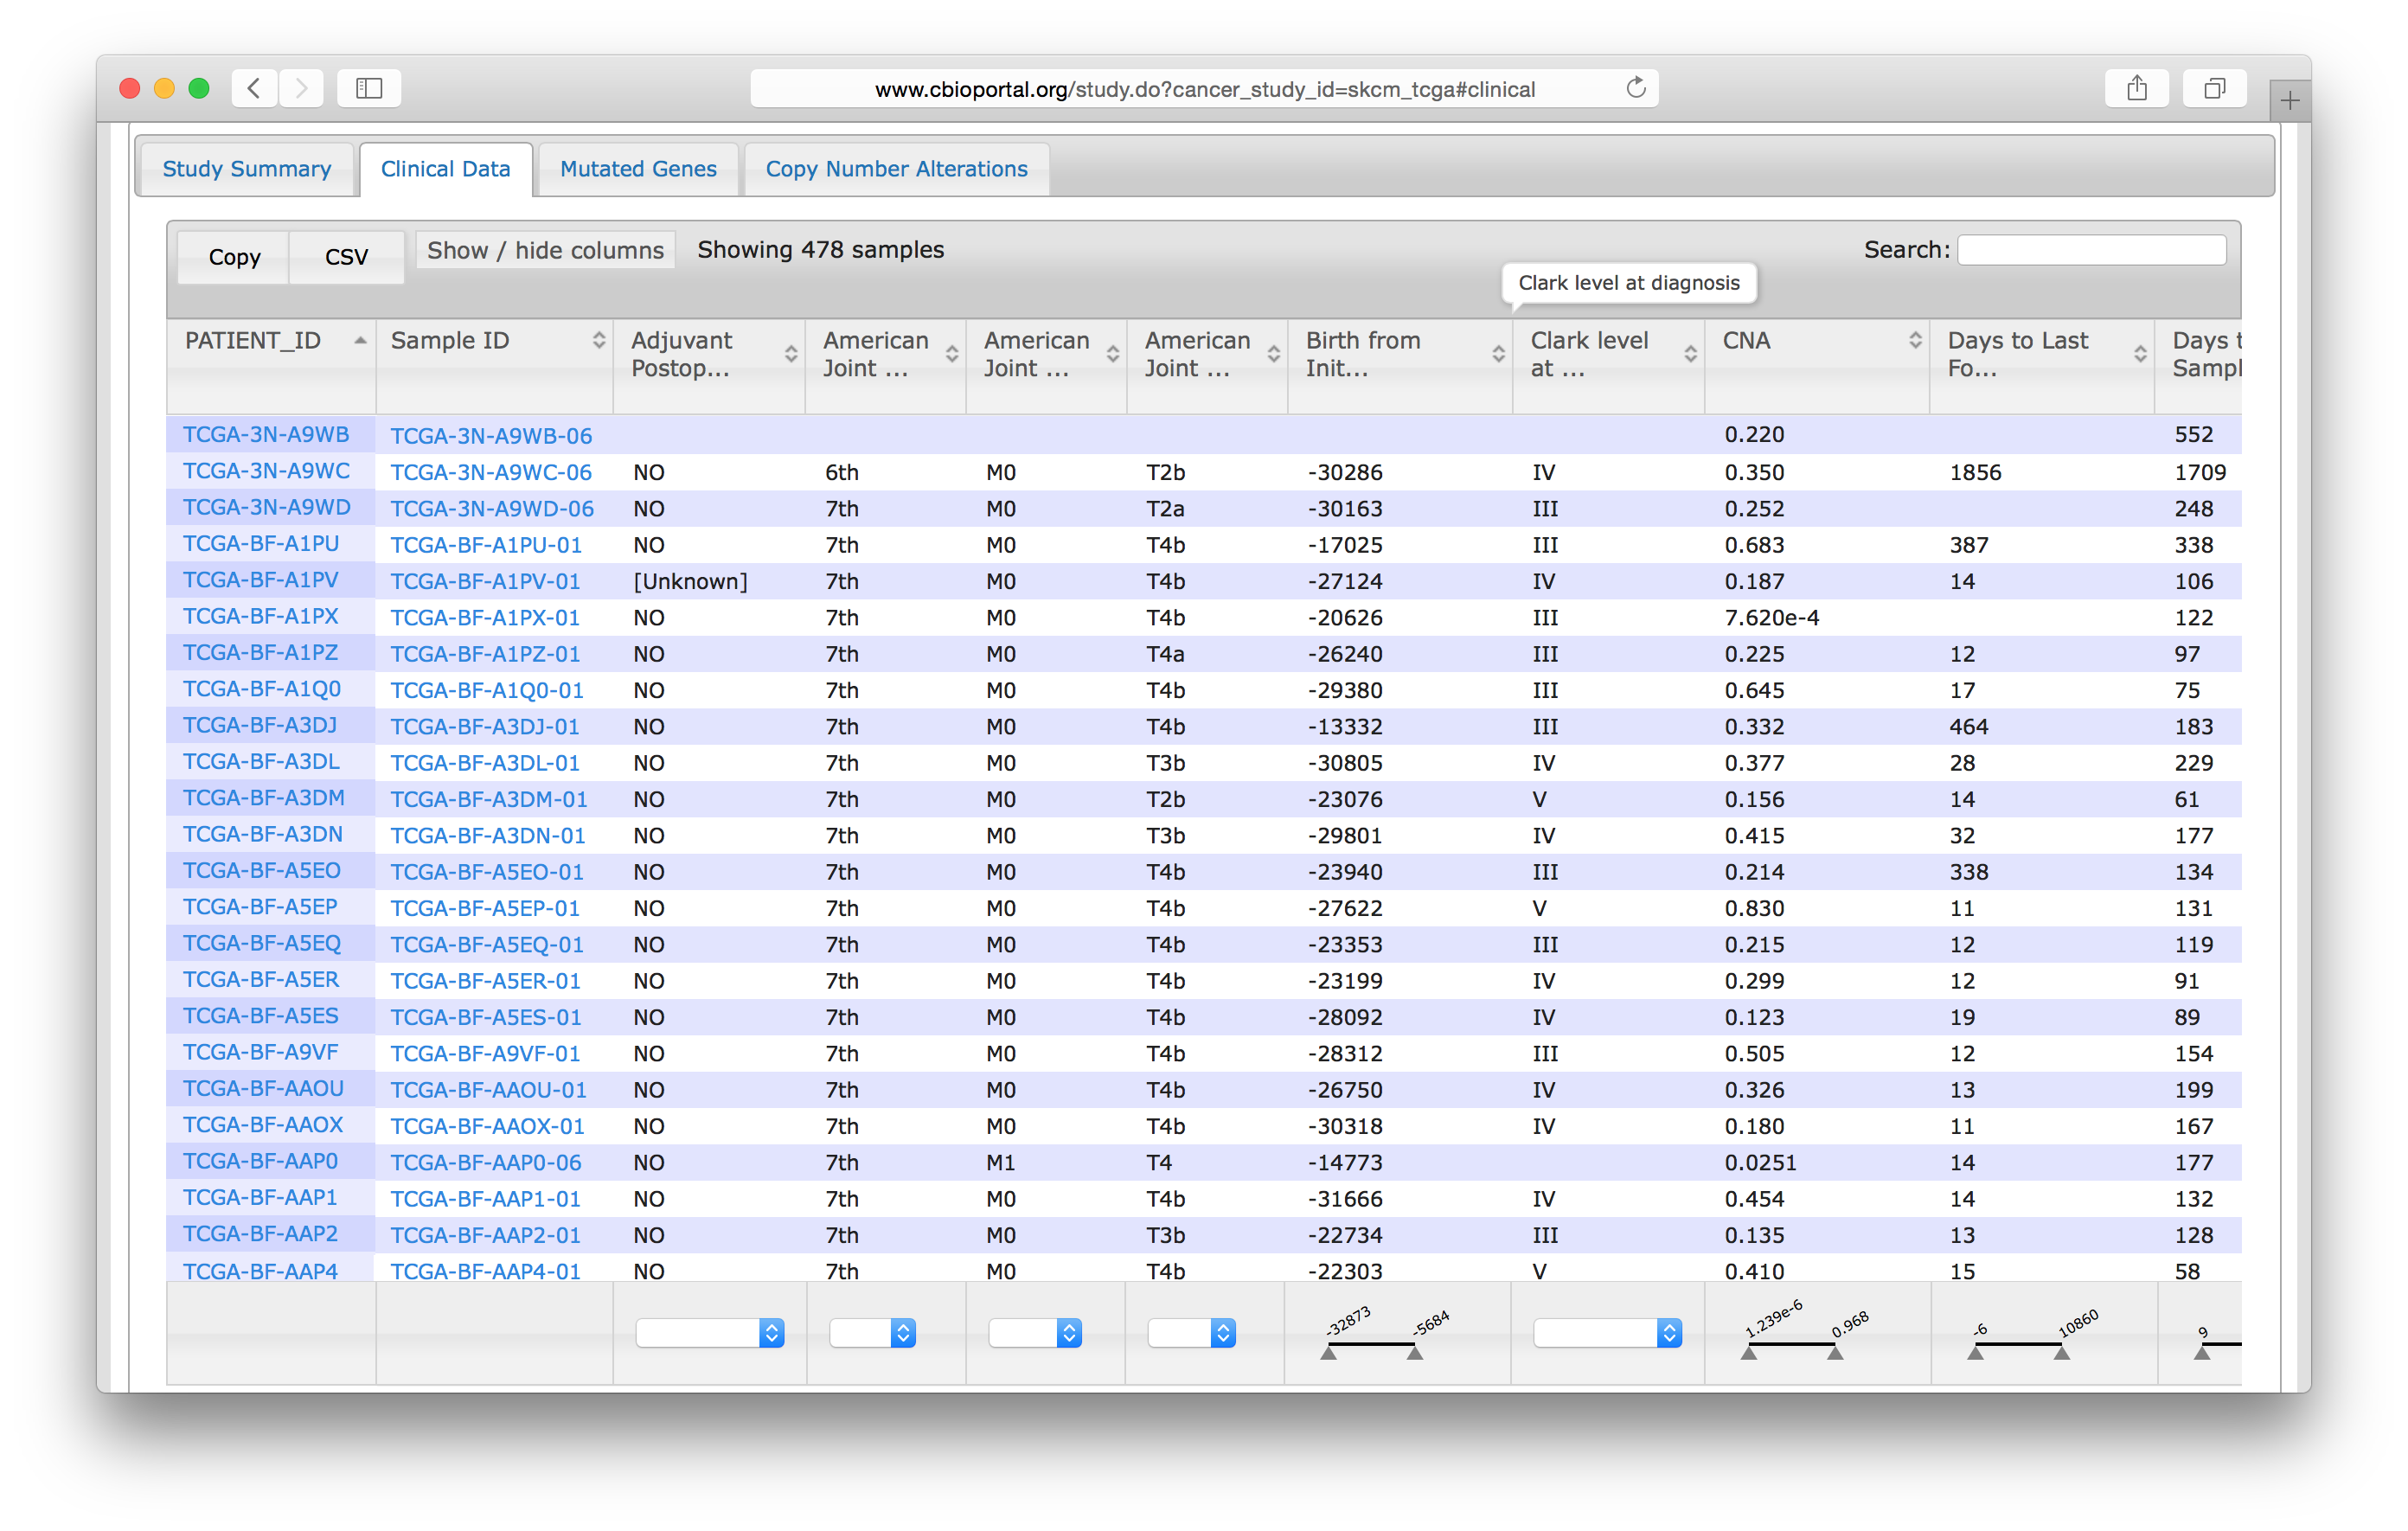 www.cbioportal.org/study.do?cancer_study_id=skcm_tcga#clinical
Study Summary Clinical Data Mutated Genes Copy Number Alterations
Copy CSV Show / hide columns Showing 478 samples Search:
Clark level at diagnosis
PATIENT_ID Sample ID Adjuvant Postop... American Joint ... American Joint ... American Joint ... Birth from Init... Clark level at ... CNA Days to Last Fo... Days t Sampl
TCGA-3N-A9WB TCGA-3N-A9WB-06 0.220 552
TCGA-3N-A9WC TCGA-3N-A9WC-06 NO 6th M0 T2b -30286 IV 0.350 1856 1709
TCGA-3N-A9WD TCGA-3N-A9WD-06 NO 7th M0 T2a -30163 III 0.252 248
TCGA-BF-A1PU TCGA-BF-A1PU-01 NO 7th M0 T4b -17025 III 0.683 387 338
TCGA-BF-A1PV TCGA-BF-A1PV-01 [Unknown] 7th M0 T4b -27124 IV 0.187 14 106
TCGA-BF-A1PX TCGA-BF-A1PX-01 NO 7th M0 T4b -20626 III 7.620e-4 122
TCGA-BF-A1PZ TCGA-BF-A1PZ-01 NO 7th M0 T4a -26240 III 0.225 12 97
TCGA-BF-A1Q0 TCGA-BF-A1Q0-01 NO 7th M0 T4b -29380 III 0.645 17 75
TCGA-BF-A3DJ TCGA-BF-A3DJ-01 NO 7th M0 T4b -13332 III 0.332 464 183
TCGA-BF-A3DL TCGA-BF-A3DL-01 NO 7th M0 T3b -30805 IV 0.377 28 229
TCGA-BF-A3DM TCGA-BF-A3DM-01 NO 7th M0 T2b -23076 V 0.156 14 61
TCGA-BF-A3DN TCGA-BF-A3DN-01 NO 7th M0 T3b -29801 IV 0.415 32 177
TCGA-BF-A5EO TCGA-BF-A5EO-01 NO 7th M0 T4b -23940 III 0.214 338 134
TCGA-BF-A5EP TCGA-BF-A5EP-01 NO 7th M0 T4b -27622 V 0.830 11 131
TCGA-BF-A5EQ TCGA-BF-A5EQ-01 NO 7th M0 T4b -23353 III 0.215 12 119
TCGA-BF-A5ER TCGA-BF-A5ER-01 NO 7th M0 T4b -23199 IV 0.299 12 91
TCGA-BF-A5ES TCGA-BF-A5ES-01 NO 7th M0 T4b -28092 IV 0.123 19 89
TCGA-BF-A9VF TCGA-BF-A9VF-01 NO 7th M0 T4b -28312 III 0.505 12 154
TCGA-BF-AAOU TCGA-BF-AAOU-01 NO 7th M0 T4b -26750 IV 0.326 13 199
TCGA-BF-AAOX TCGA-BF-AAOX-01 NO 7th M0 T4b -30318 IV 0.180 11 167
TCGA-BF-AAP0 TCGA-BF-AAP0-06 NO 7th M1 T4 -14773 0.0251 14 177
TCGA-BF-AAP1 TCGA-BF-AAP1-01 NO 7th M0 T4b -31666 IV 0.454 14 132
TCGA-BF-AAP2 TCGA-BF-AAP2-01 NO 7th M0 T3b -22734 III 0.135 13 128
TCGA-BF-AAP4 TCGA-BF-AAP4-01 NO 7th M0 T4b -22303 V 0.410 15 58
-32873 -5684 1.239e-6 0.968 -6 10860 9